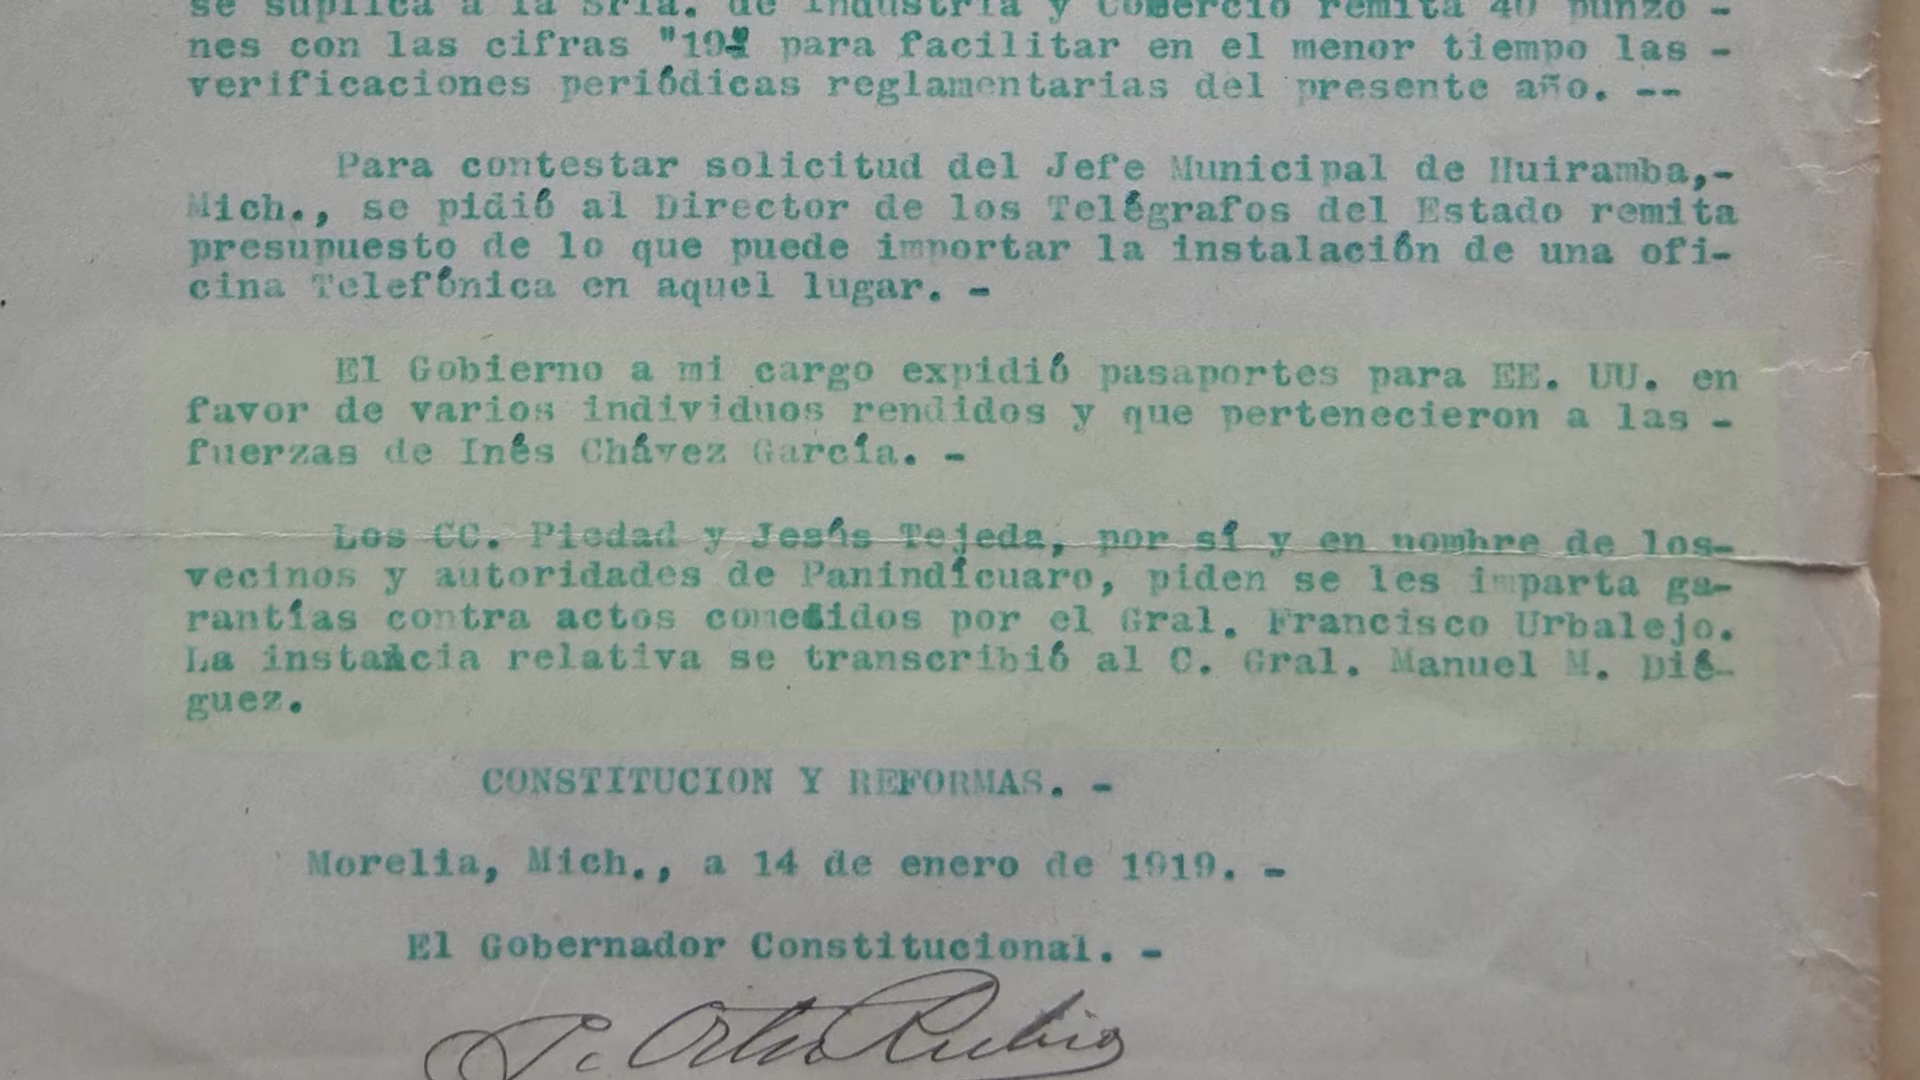 se suplica a la Sría. de Industria y Comercio remita 40 punzo -
nes con las cifras "19 para facilitar en el menor tiempo las -
verificaciones periódicas reglamentarias del presente año. --
Para contestar solicitud del Jefe Municipal de Huiramba,-
Mich., se pidió al Director de los Telégrafos del Estado remita
presupuesto de lo que puede importar la instalación de una ofi-
cina Telefónica en aquel lugar. -
El Gobierno a mi cargo expidió pasaportes para EE. UU. en
favor de varios individuos rendidos y que pertenecieron a las -
fuerzas de Inés Chávez García. -
Los CC. Piedad y Jesús Tejeda, por sí y en nombre de los-
vecinos y autoridades de Panindícuaro, piden se les imparta ga-
rantías contra actos cometidos por el Gral. Francisco Urbalejo.
La instancia relativa se transcribió al C. Gral. Manuel M. Dié-
guez.
CONSTITUCION Y REFORMAS. -
Morelia, Mich., a 14 de enero de 1919. -
El Gobernador Constitucional. -
P. Ortiz Rubio